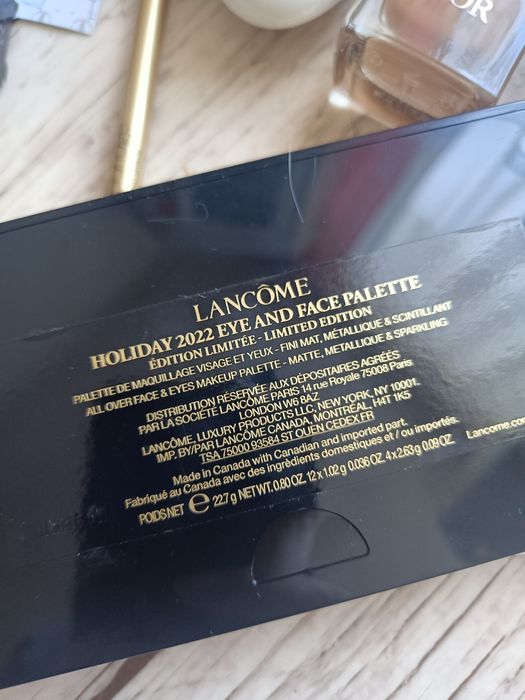 OR
LANCÔME
HOLIDAY 2022 EYE AND FACE PALETTE
ÉDITION LIMITÉE - LIMITED EDITION
PALETTE DE MAQUILLAGE VISAGE ET YEUX - FINI MAT, MÉTALLIQUE & SCINTILLANT
ALL OVER FACE & EYES MAKEUP PALETTE - MATTE, METALLIC & SPARKLING
DISTRIBUTION RÉSERVÉE AUX DÉPOSITAIRES AGRÉÉS
PAR LA SOCIÉTÉ LANCÔME PARIS 14 rue Royale 75008 Paris
LONDON W6 8AZ
LANCÔME, LUXURY PRODUCTS LLC, NEW YORK, NY 10001.
IMP. BY/PAR LANCÔME CANADA, MONTRÉAL, H4T 1K5
TSA 75000 93584 ST OUEN CEDEX FR
Made in Canada with Canadian and imported part.
Fabriqué au Canada avec des ingrédients domestiques et / ou importés.
POIDS NET e 22.7 g NET WT. 0.80 OZ. 12 x 1.02 g 0.036 OZ. 4 x 2.63 g 0.09 OZ. Lancome.com